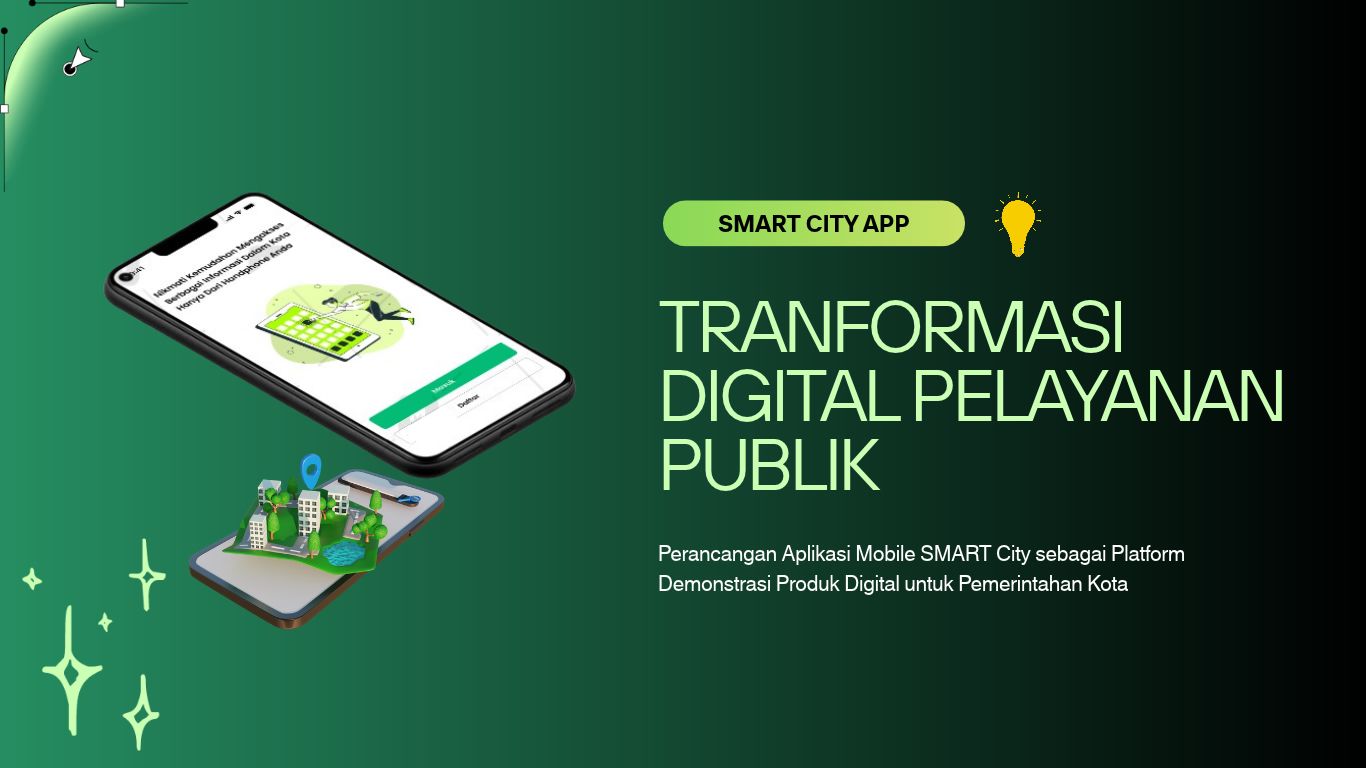 SMART CITY APP
TRANFORMASI
DIGITAL PELAYANAN
PUBLIK
Perancangan Aplikasi Mobile SMART City sebagai Platform
Demonstrasi Produk Digital untuk Pemerintahan Kota
Nikmati Kemudahan Mengakses
Berbagai Informasi Dalam Kota
Hanya Dari Handphone Anda
Masuk
Daftar